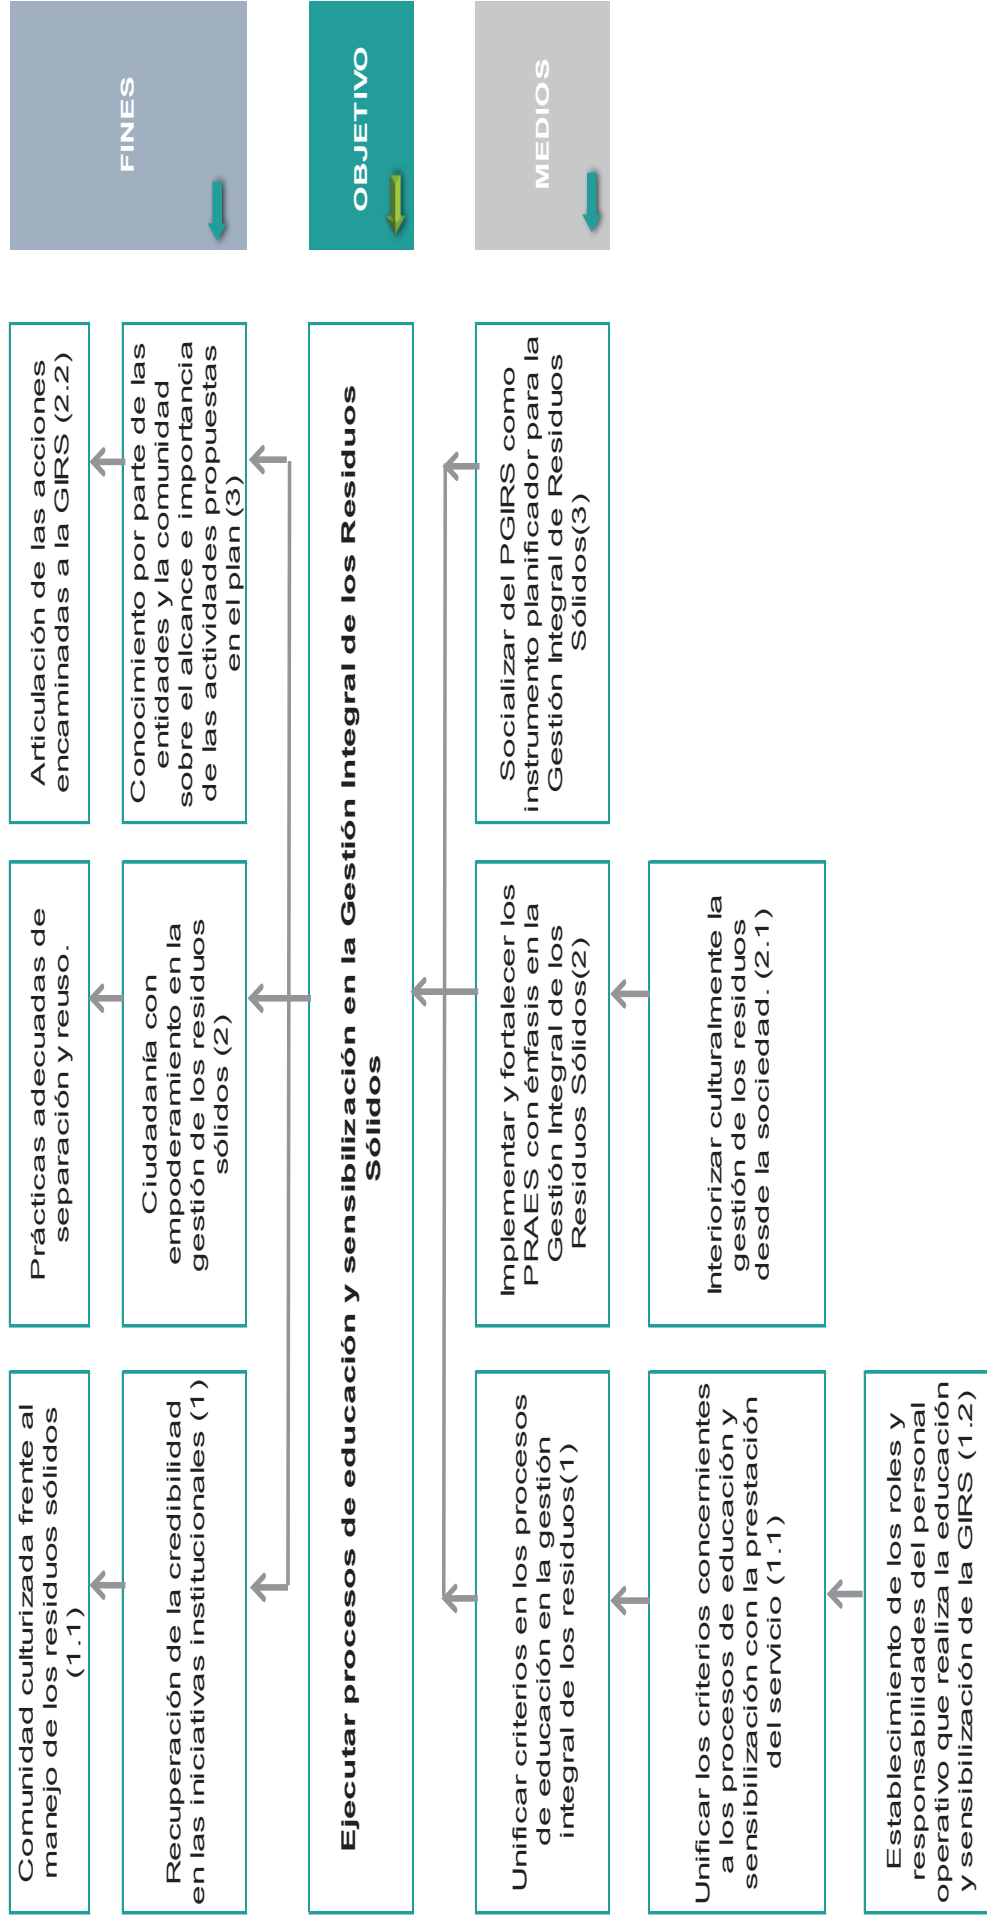 Comunidad culturizada frente al
manejo de los residuos sólidos
(1.1)
Prácticas adecuadas de
separación y reuso.
Articulación de las acciones
encaminadas a la GIRS (2.2)
FINES
Recuperación de la credibilidad
en las iniciativas institucionales (1)
Ciudadanía con
empoderamiento en la
gestión de los residuos
sólidos (2)
Conocimiento por parte de las
entidades y la comunidad
sobre el alcance e importancia
de las actividades propuestas
en el plan (3)
Ejecutar procesos de educación y sensibilización en la Gestión Integral de los Residuos
Sólidos
OBJETIVO
Unificar criterios en los procesos
de educación en la gestión
integral de los residuos(1)
Implementar y fortalecer los
PRAES con énfasis en la
Gestión Integral de los
Residuos Sólidos(2)
Socializar del PGIRS como
instrumento planificador para la
Gestión Integral de Residuos
Sólidos(3)
MEDIOS
Unificar los criterios concernientes
a los procesos de educación y
sensibilización con la prestación
del servicio (1.1)
Interiorizar culturalmente la
gestión de los residuos
desde la sociedad. (2.1)
Establecimiento de los roles y
responsabilidades del personal
operativo que realiza la educación
y sensibilización de la GIRS (1.2)